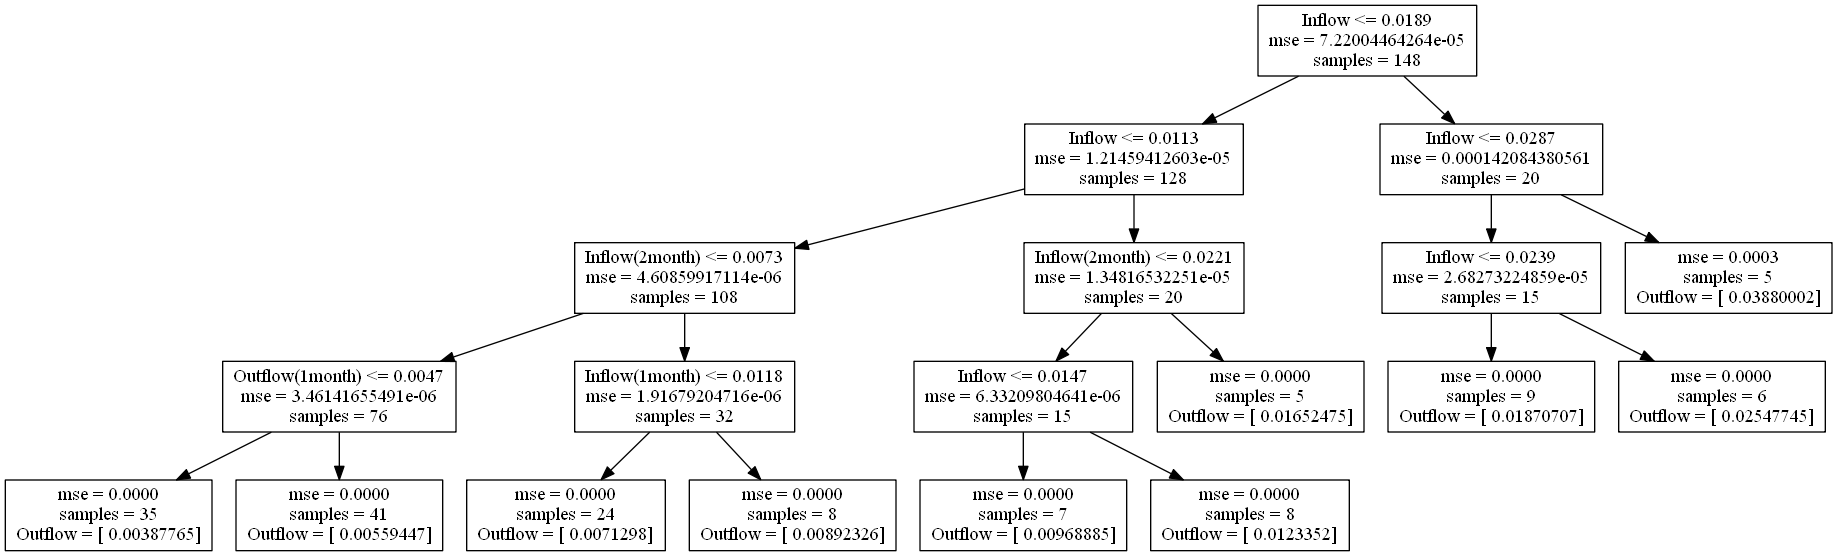 Inflow <= 0.0189
mse = 7.22004464264e-05
samples = 148
Inflow <= 0.0113
mse = 1.21459412603e-05
samples = 128
Inflow <= 0.0287
mse = 0.000142084380561
samples = 20
Inflow(2month) <= 0.0073
mse = 4.60859917114e-06
samples = 108
Inflow(2month) <= 0.0221
mse = 1.34816532251e-05
samples = 20
Inflow <= 0.0239
mse = 2.68273224859e-05
samples = 15
mse = 0.0003
samples = 5
Outflow = [ 0.03880002]
Outflow(1month) <= 0.0047
mse = 3.46141655491e-06
samples = 76
Inflow(1month) <= 0.0118
mse = 1.91679204716e-06
samples = 32
Inflow <= 0.0147
mse = 6.33209804641e-06
samples = 15
mse = 0.0000
samples = 5
Outflow = [ 0.01652475]
mse = 0.0000
samples = 9
Outflow = [ 0.01870707]
mse = 0.0000
samples = 6
Outflow = [ 0.02547745]
mse = 0.0000
samples = 35
Outflow = [ 0.00387765]
mse = 0.0000
samples = 41
Outflow = [ 0.00559447]
mse = 0.0000
samples = 24
Outflow = [ 0.0071298]
mse = 0.0000
samples = 8
Outflow = [ 0.00892326]
mse = 0.0000
samples = 7
Outflow = [ 0.00968885]
mse = 0.0000
samples = 8
Outflow = [ 0.0123352]